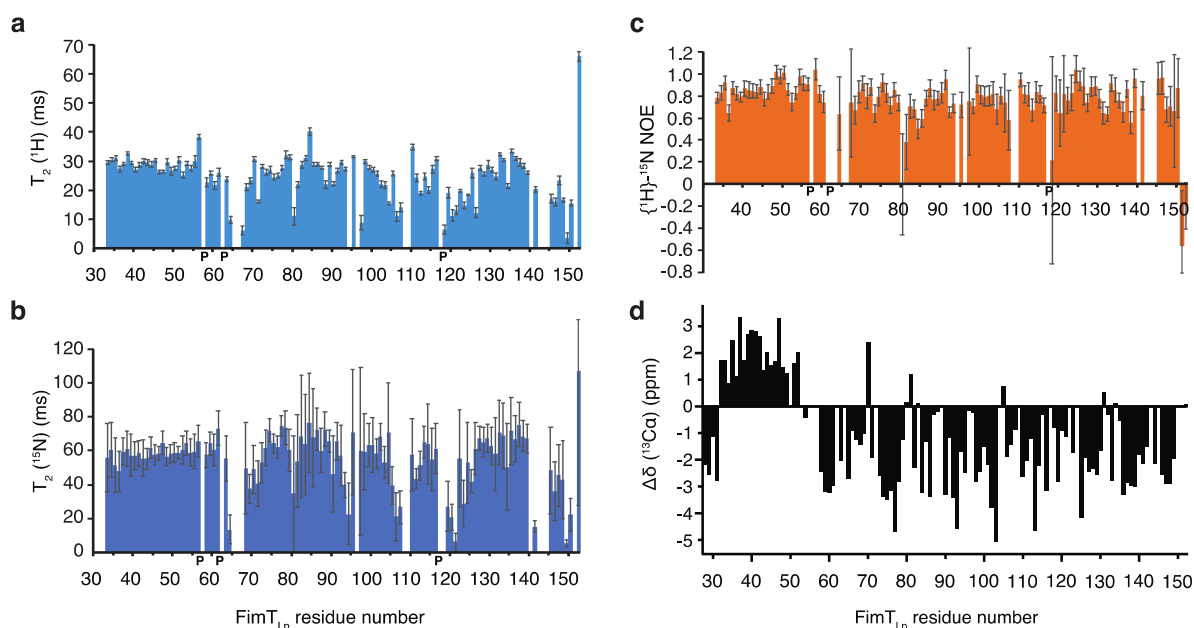 a
T2 (1H) (ms)
70
60
50
40
30
20
10
0
P P P
30 40 50 60 70 80 90 100 110 120 130 140 150
b
T2 (15N) (ms)
120
100
80
60
40
20
0
P P P
30 40 50 60 70 80 90 100 110 120 130 140 150
FimTLp residue number
c
{1H}-15N NOE
1.2
1.0
0.8
0.6
0.4
0.2
0
-0.2
-0.4
-0.6
-0.8
40 50 60 70 80 90 100 110 120 130 140 150
P P P
d
Δδ (13Cα) (ppm)
3
2
1
0
-1
-2
-3
-4
-5
30 40 50 60 70 80 90 100 110 120 130 140 150
FimTLp residue number